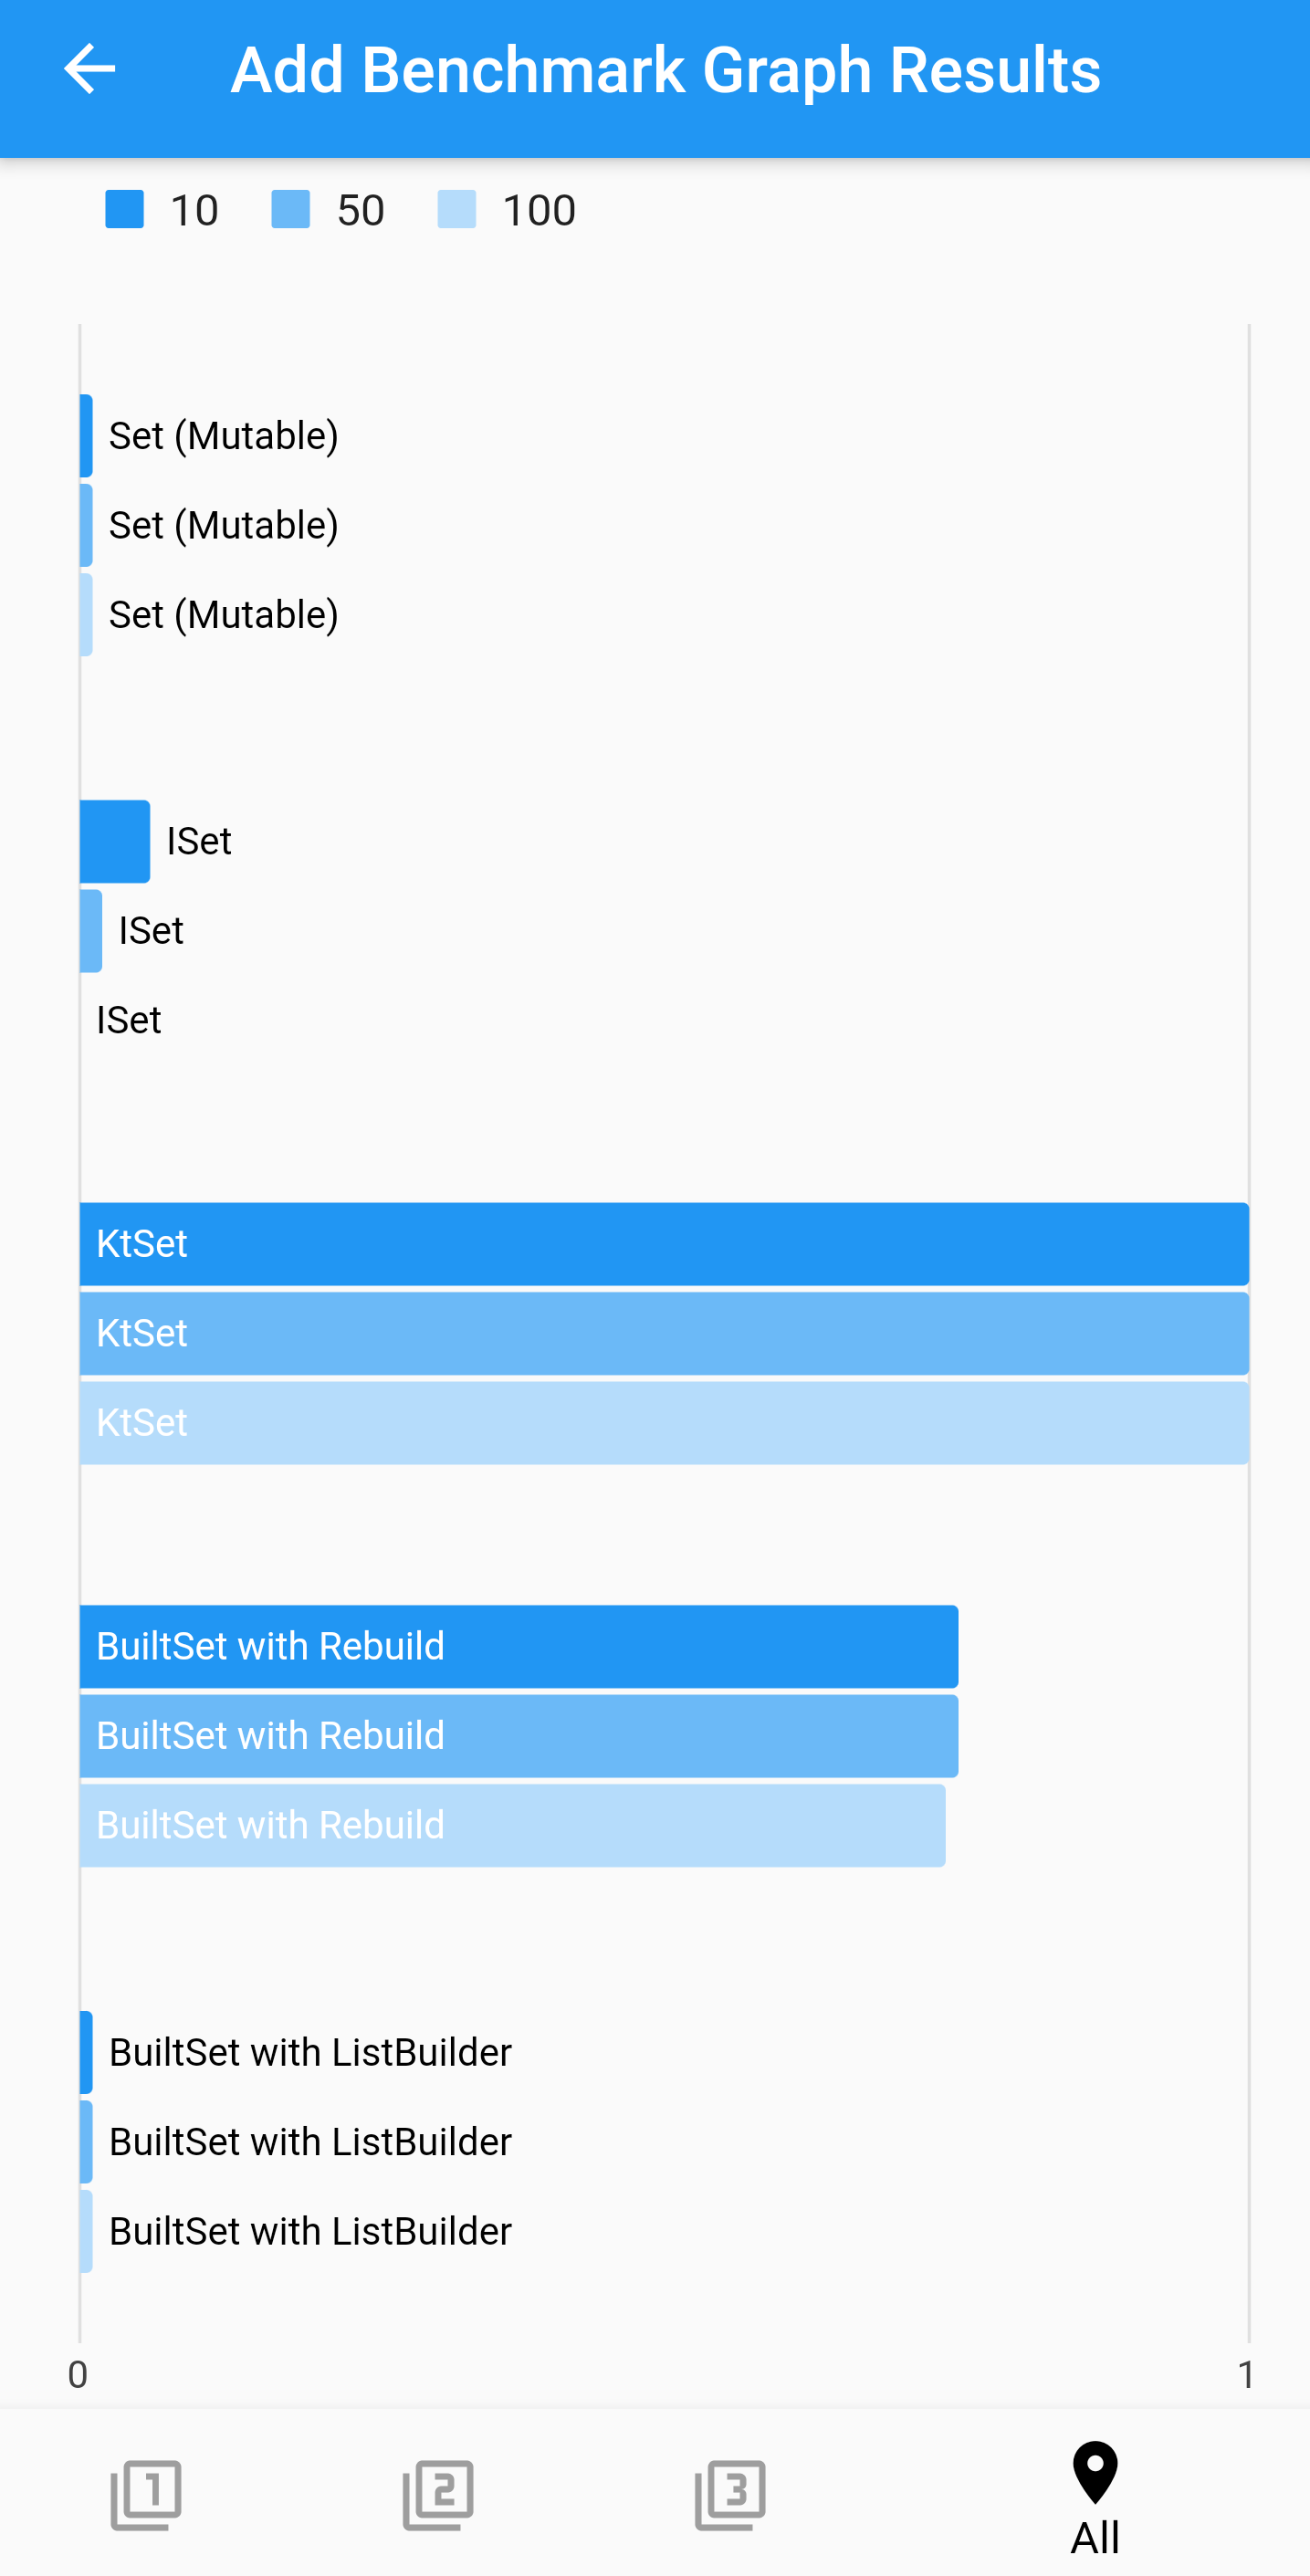 Add Benchmark Graph Results
10 50 100
Set (Mutable)
Set (Mutable)
Set (Mutable)
ISet
ISet
ISet
KtSet
KtSet
KtSet
BuiltSet with Rebuild
BuiltSet with Rebuild
BuiltSet with Rebuild
BuiltSet with ListBuilder
BuiltSet with ListBuilder
BuiltSet with ListBuilder
0 1
1 2 3
All